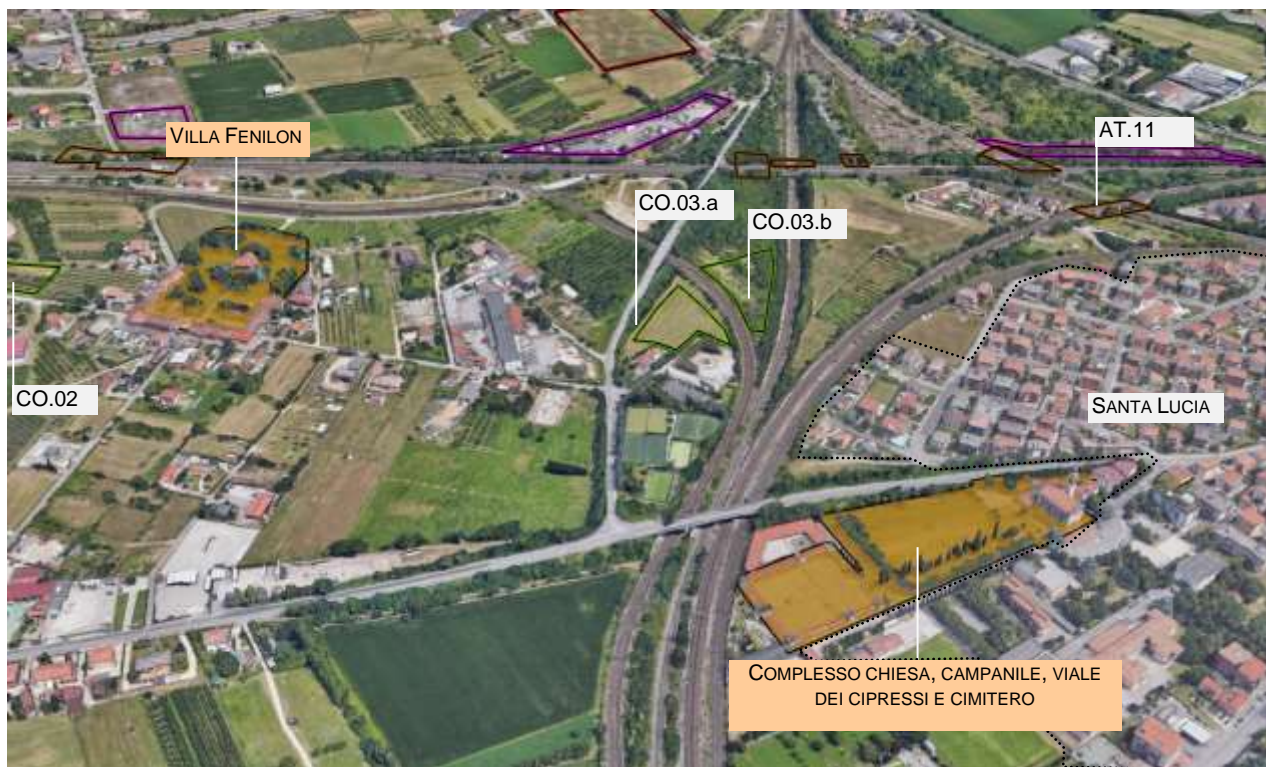 VILLA FENILON
AT.11
CO.03.a
CO.03.b
CO.02
SANTA LUCIA
COMPLESSO CHIESA, CAMPANILE, VIALE
DEI CIPRESSI E CIMITERO